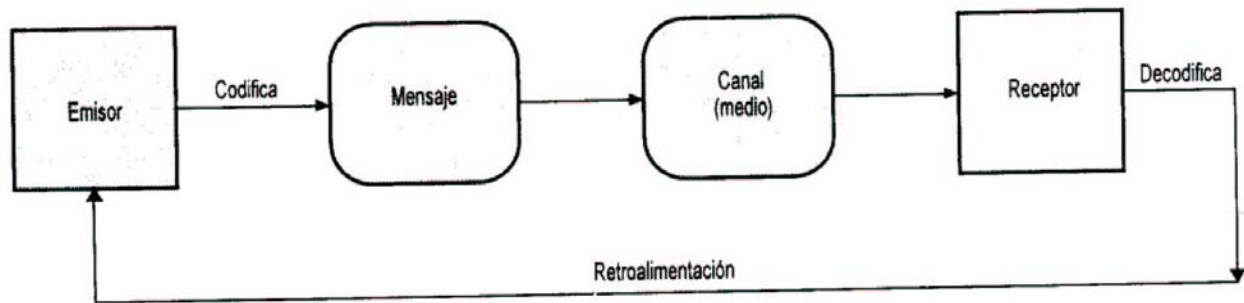 Emisor
Codifica
Mensaje
Canal
(medio)
Receptor
Decodifica
Retroalimentación